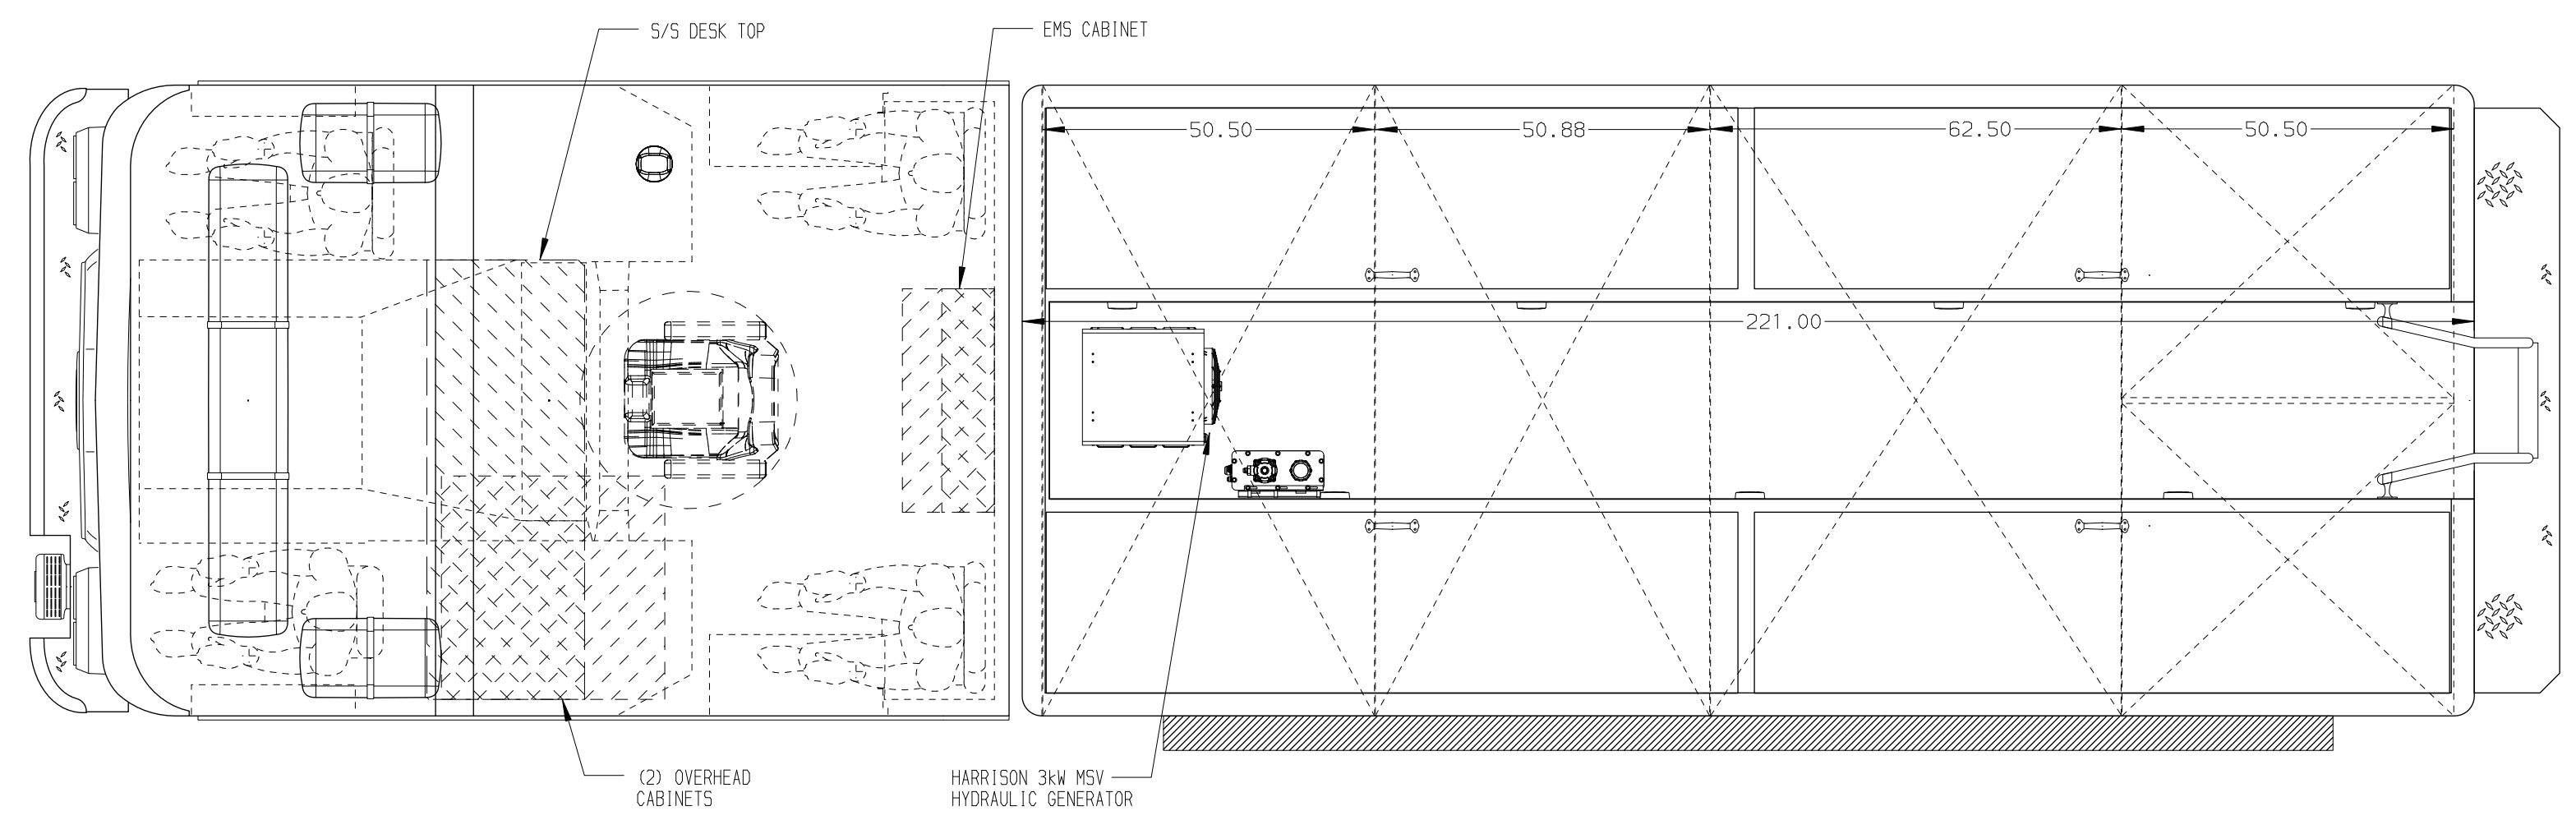 S/S DESK TOP
EMS CABINET
50.50
50.88
62.50
50.50
221.00
(2) OVERHEAD
CABINETS
HARRISON 3kW MSV
HYDRAULIC GENERATOR